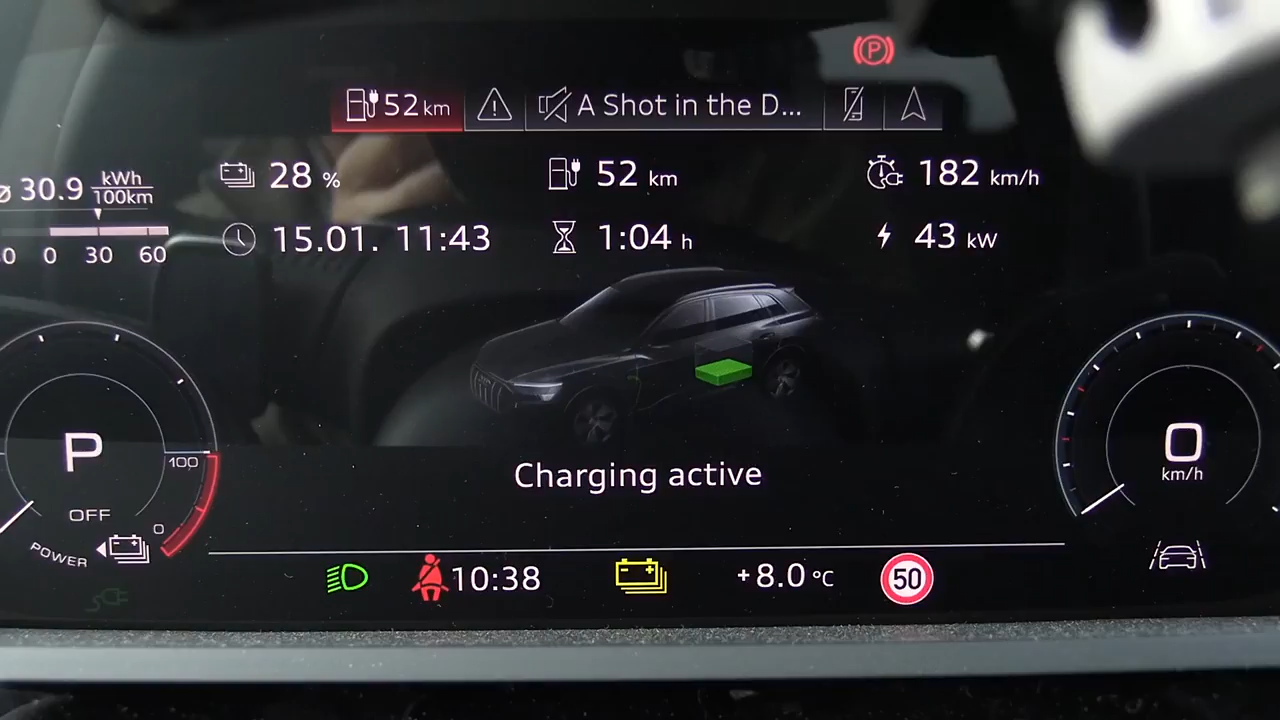 P
52 km
A Shot in the D...
28 %
52 km
182 km/h
ø 30.9 kWh/100km
15.01. 11:43
1:04 h
43 kW
0 30 60
P
100
OFF
0
POWER
0
km/h
Charging active
10:38
+8.0 °C
50